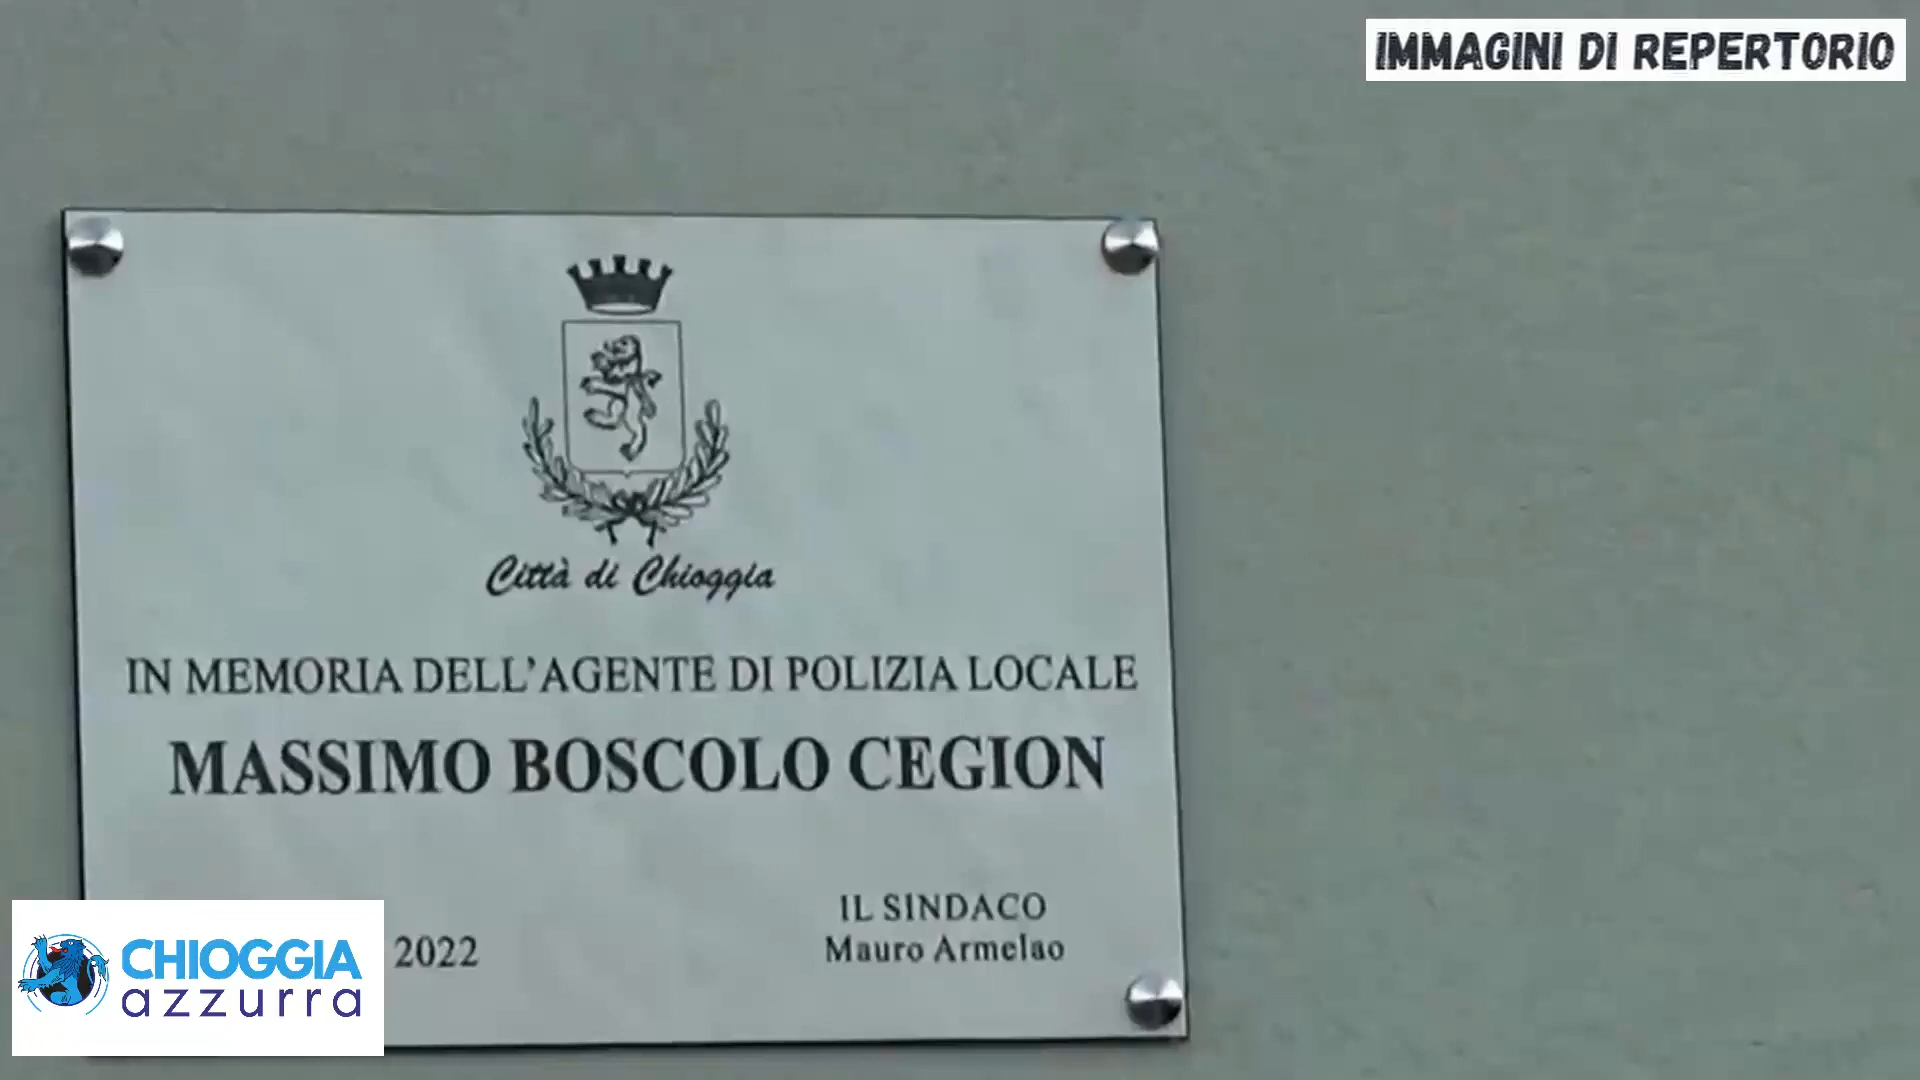 IMMAGINI DI REPERTORIO
Città di Chioggia
IN MEMORIA DELL'AGENTE DI POLIZIA LOCALE
MASSIMO BOSCOLO CEGION
IL SINDACO
2022 Mauro Armelao
CHIOGGIA
azzurra